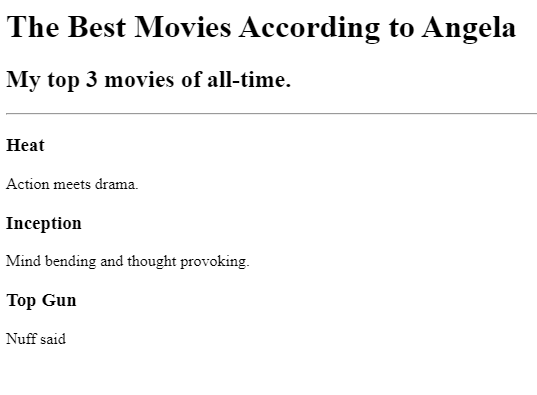 The Best Movies According to Angela
My top 3 movies of all-time.
Heat
Action meets drama.
Inception
Mind bending and thought provoking.
Top Gun
Nuff said